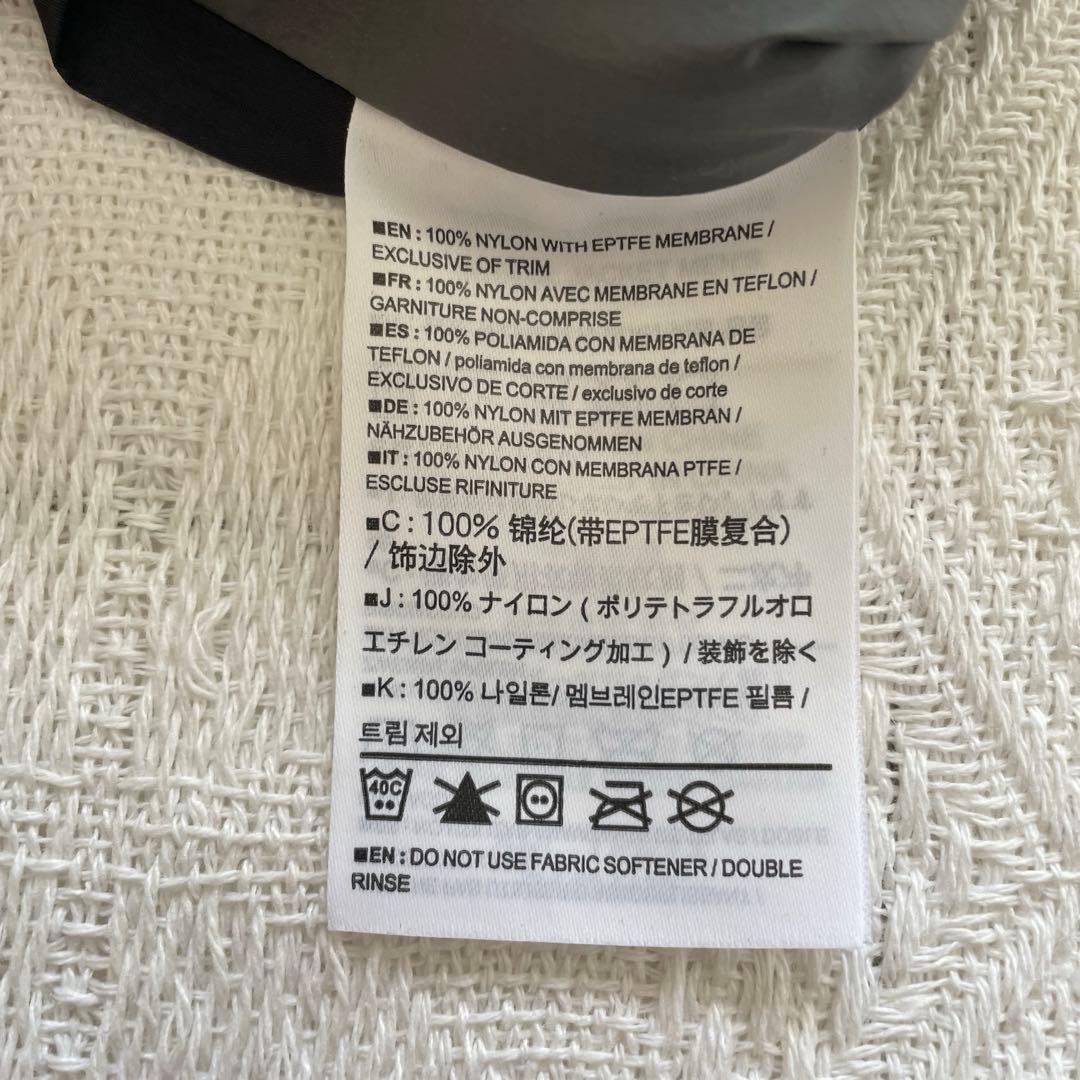 ■EN : 100% NYLON WITH EPTFE MEMBRANE /
EXCLUSIVE OF TRIM
■FR : 100% NYLON AVEC MEMBRANE EN TEFLON /
GARNITURE NON-COMPRISE
■ES : 100% POLIAMIDA CON MEMBRANA DE
TEFLON / poliamida con membrana de teflon /
EXCLUSIVO DE CORTE / exclusivo de corte
■DE : 100% NYLON MIT EPTFE MEMBRAN /
NÄHZUBEHÖR AUSGENOMMEN
■IT : 100% NYLON CON MEMBRANA PTFE /
ESCLUSE RIFINITURE
■C : 100% 锦纶(带EPTFE膜复合)
/ 饰边除外
■J : 100% ナイロン ( ポリテトラフルオロ
エチレン コーティング加工 ) / 装飾を除く
■K : 100% 나일론/ 멤브레인EPTFE 필름 /
트림 제외
40C
■EN : DO NOT USE FABRIC SOFTENER / DOUBLE
RINSE